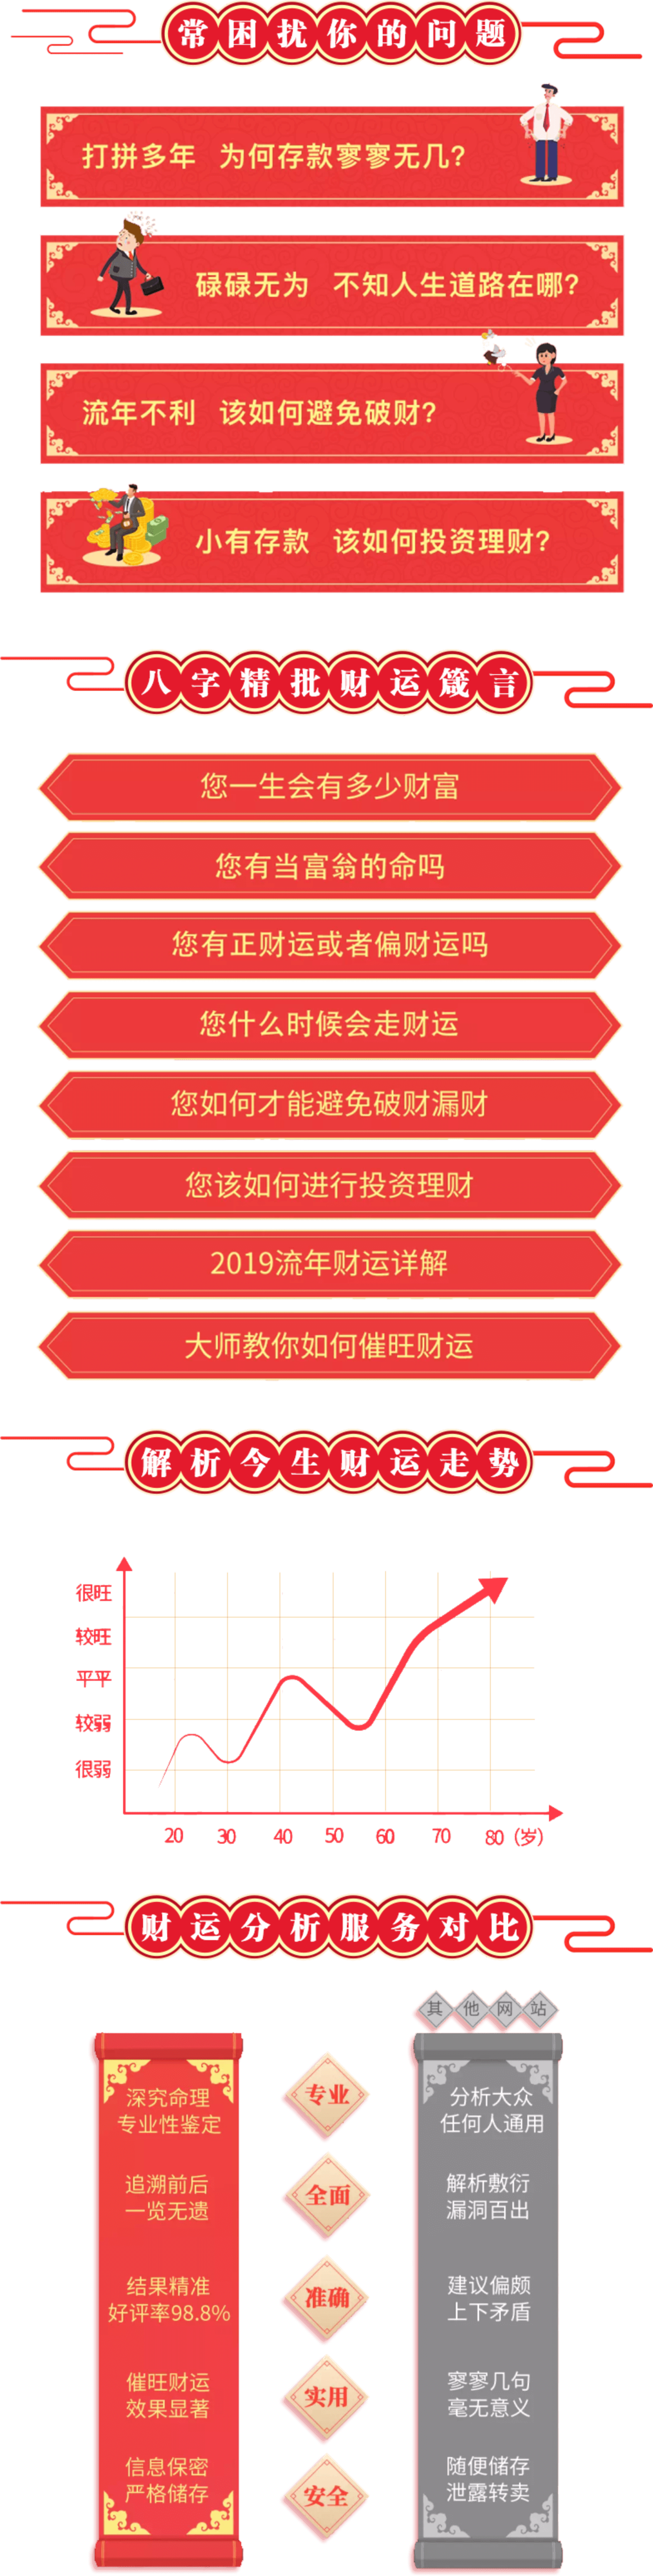 常困扰你的问题
打拼多年 为何存款寥寥无几?
碌碌无为 不知人生道路在哪?
流年不利 该如何避免破财?
小有存款 该如何投资理财?
八字精批财运箴言
您一生会有多少财富
您有当富翁的命吗
您有正财运或者偏财运吗
您什么时候会走财运
您如何才能避免破财漏财
您该如何进行投资理财
2019流年财运详解
大师教你如何催旺财运
解析今生财运走势
很旺
较旺
平平
较弱
很弱
20 30 40 50 60 70 80 (岁)
财运分析服务对比
其他网站
深究命理
专业性鉴定
专业
分析大众
任何人通用
追溯前后
一览无遗
全面
解析敷衍
漏洞百出
结果精准
好评率98.8%
准确
建议偏颇
上下矛盾
催旺财运
效果显著
实用
寥寥几句
毫无意义
信息保密
严格储存
安全
随便储存
泄露转卖